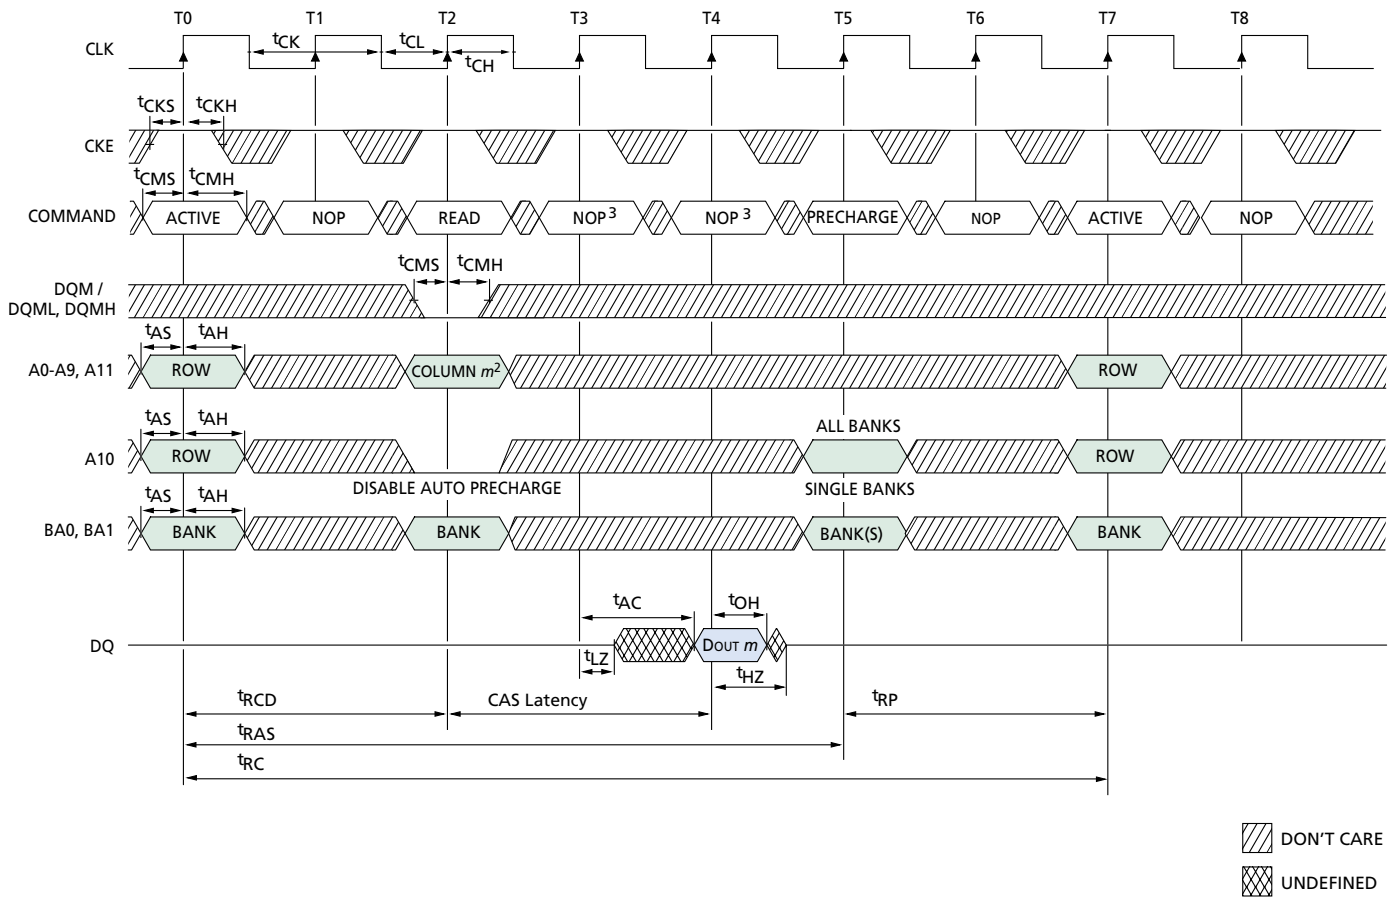 T0 T1 T2 T3 T4 T5 T6 T7 T8
CLK
tCK tCL
tCH
tCKS tCKH
CKE
tCMS tCMH
COMMAND ACTIVE NOP READ NOP3 NOP3 PRECHARGE NOP ACTIVE NOP
tCMS tCMH
DQM /
DQML, DQMH
tAS tAH
A0-A9, A11 ROW COLUMN m2 ROW
tAS tAH ALL BANKS
A10 ROW ROW
DISABLE AUTO PRECHARGE SINGLE BANKS
tAS tAH
BA0, BA1 BANK BANK BANK(S) BANK
tAC tOH
DQ DOUT m
tLZ tHZ
tRCD CAS Latency tRP
tRAS
tRC
DON'T CARE
UNDEFINED